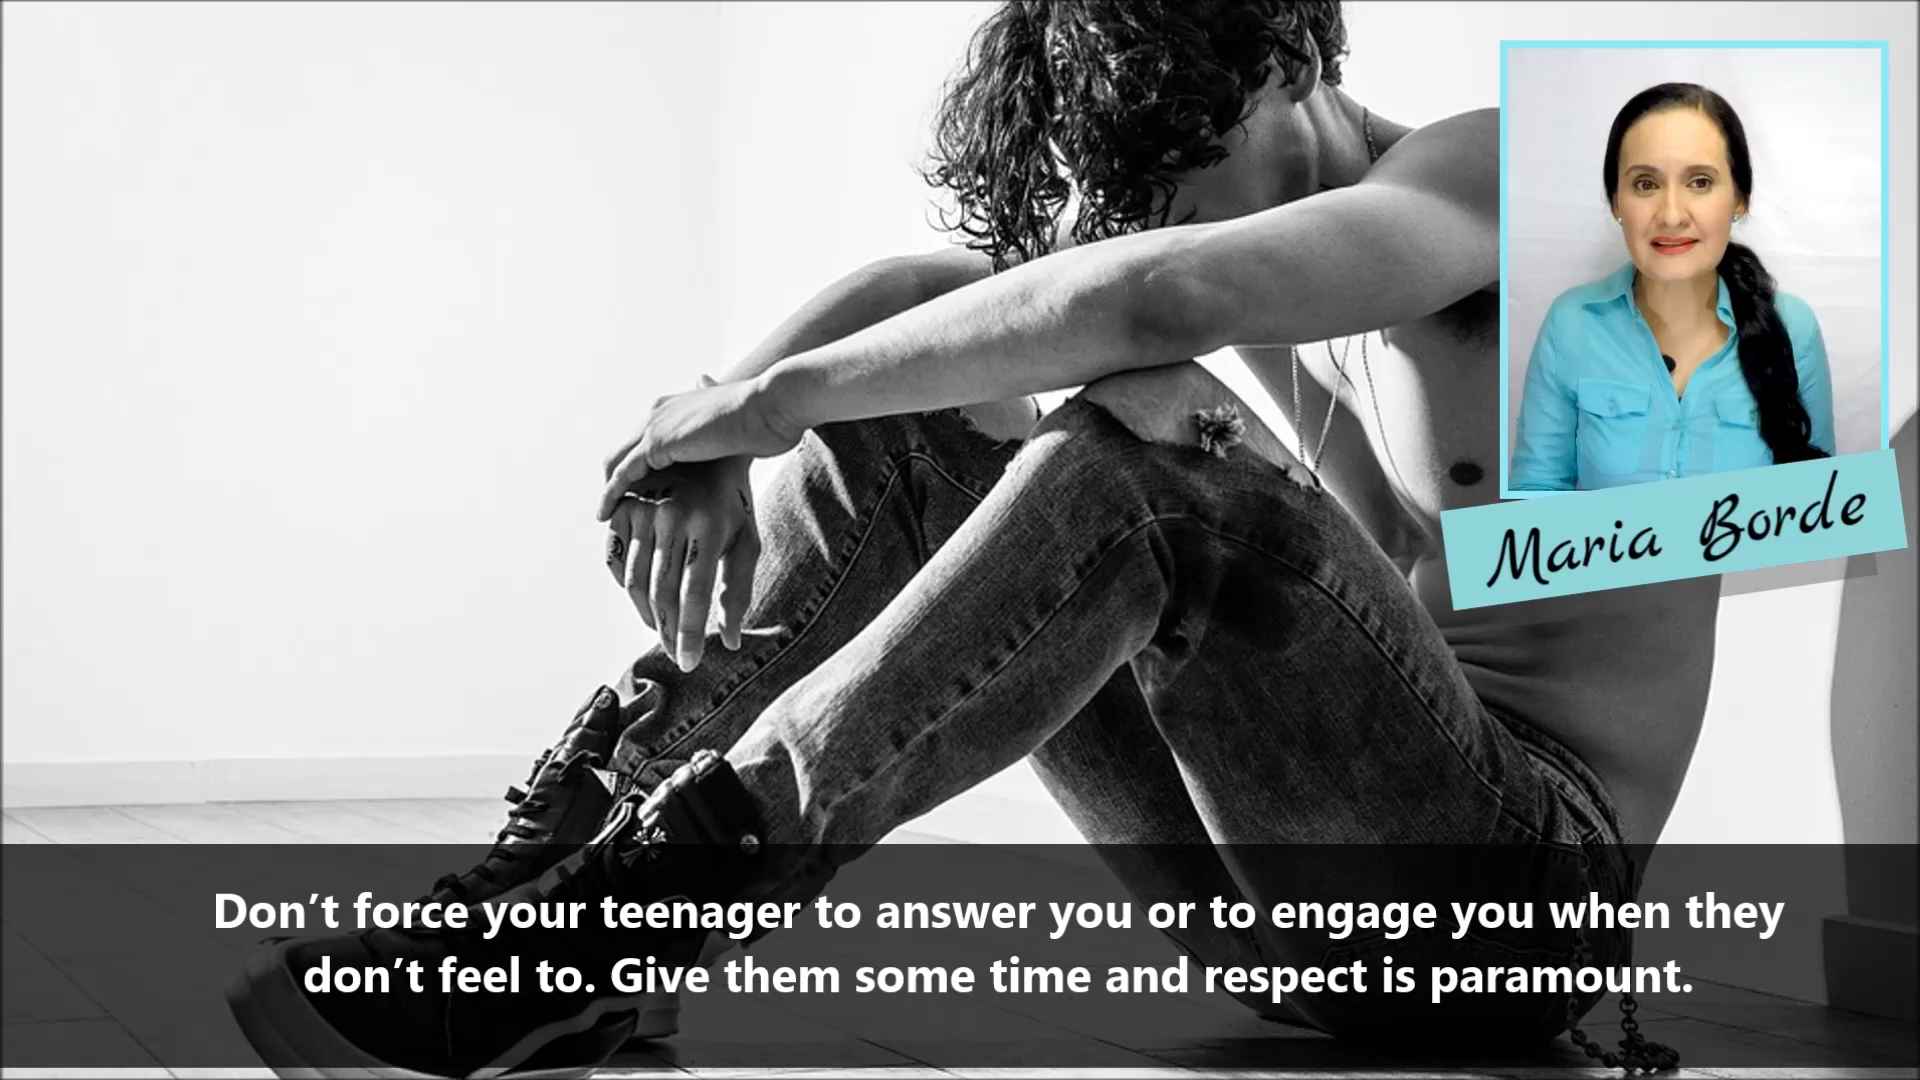 Maria Borde
Don’t force your teenager to answer you or to engage you when they
don’t feel to. Give them some time and respect is paramount.